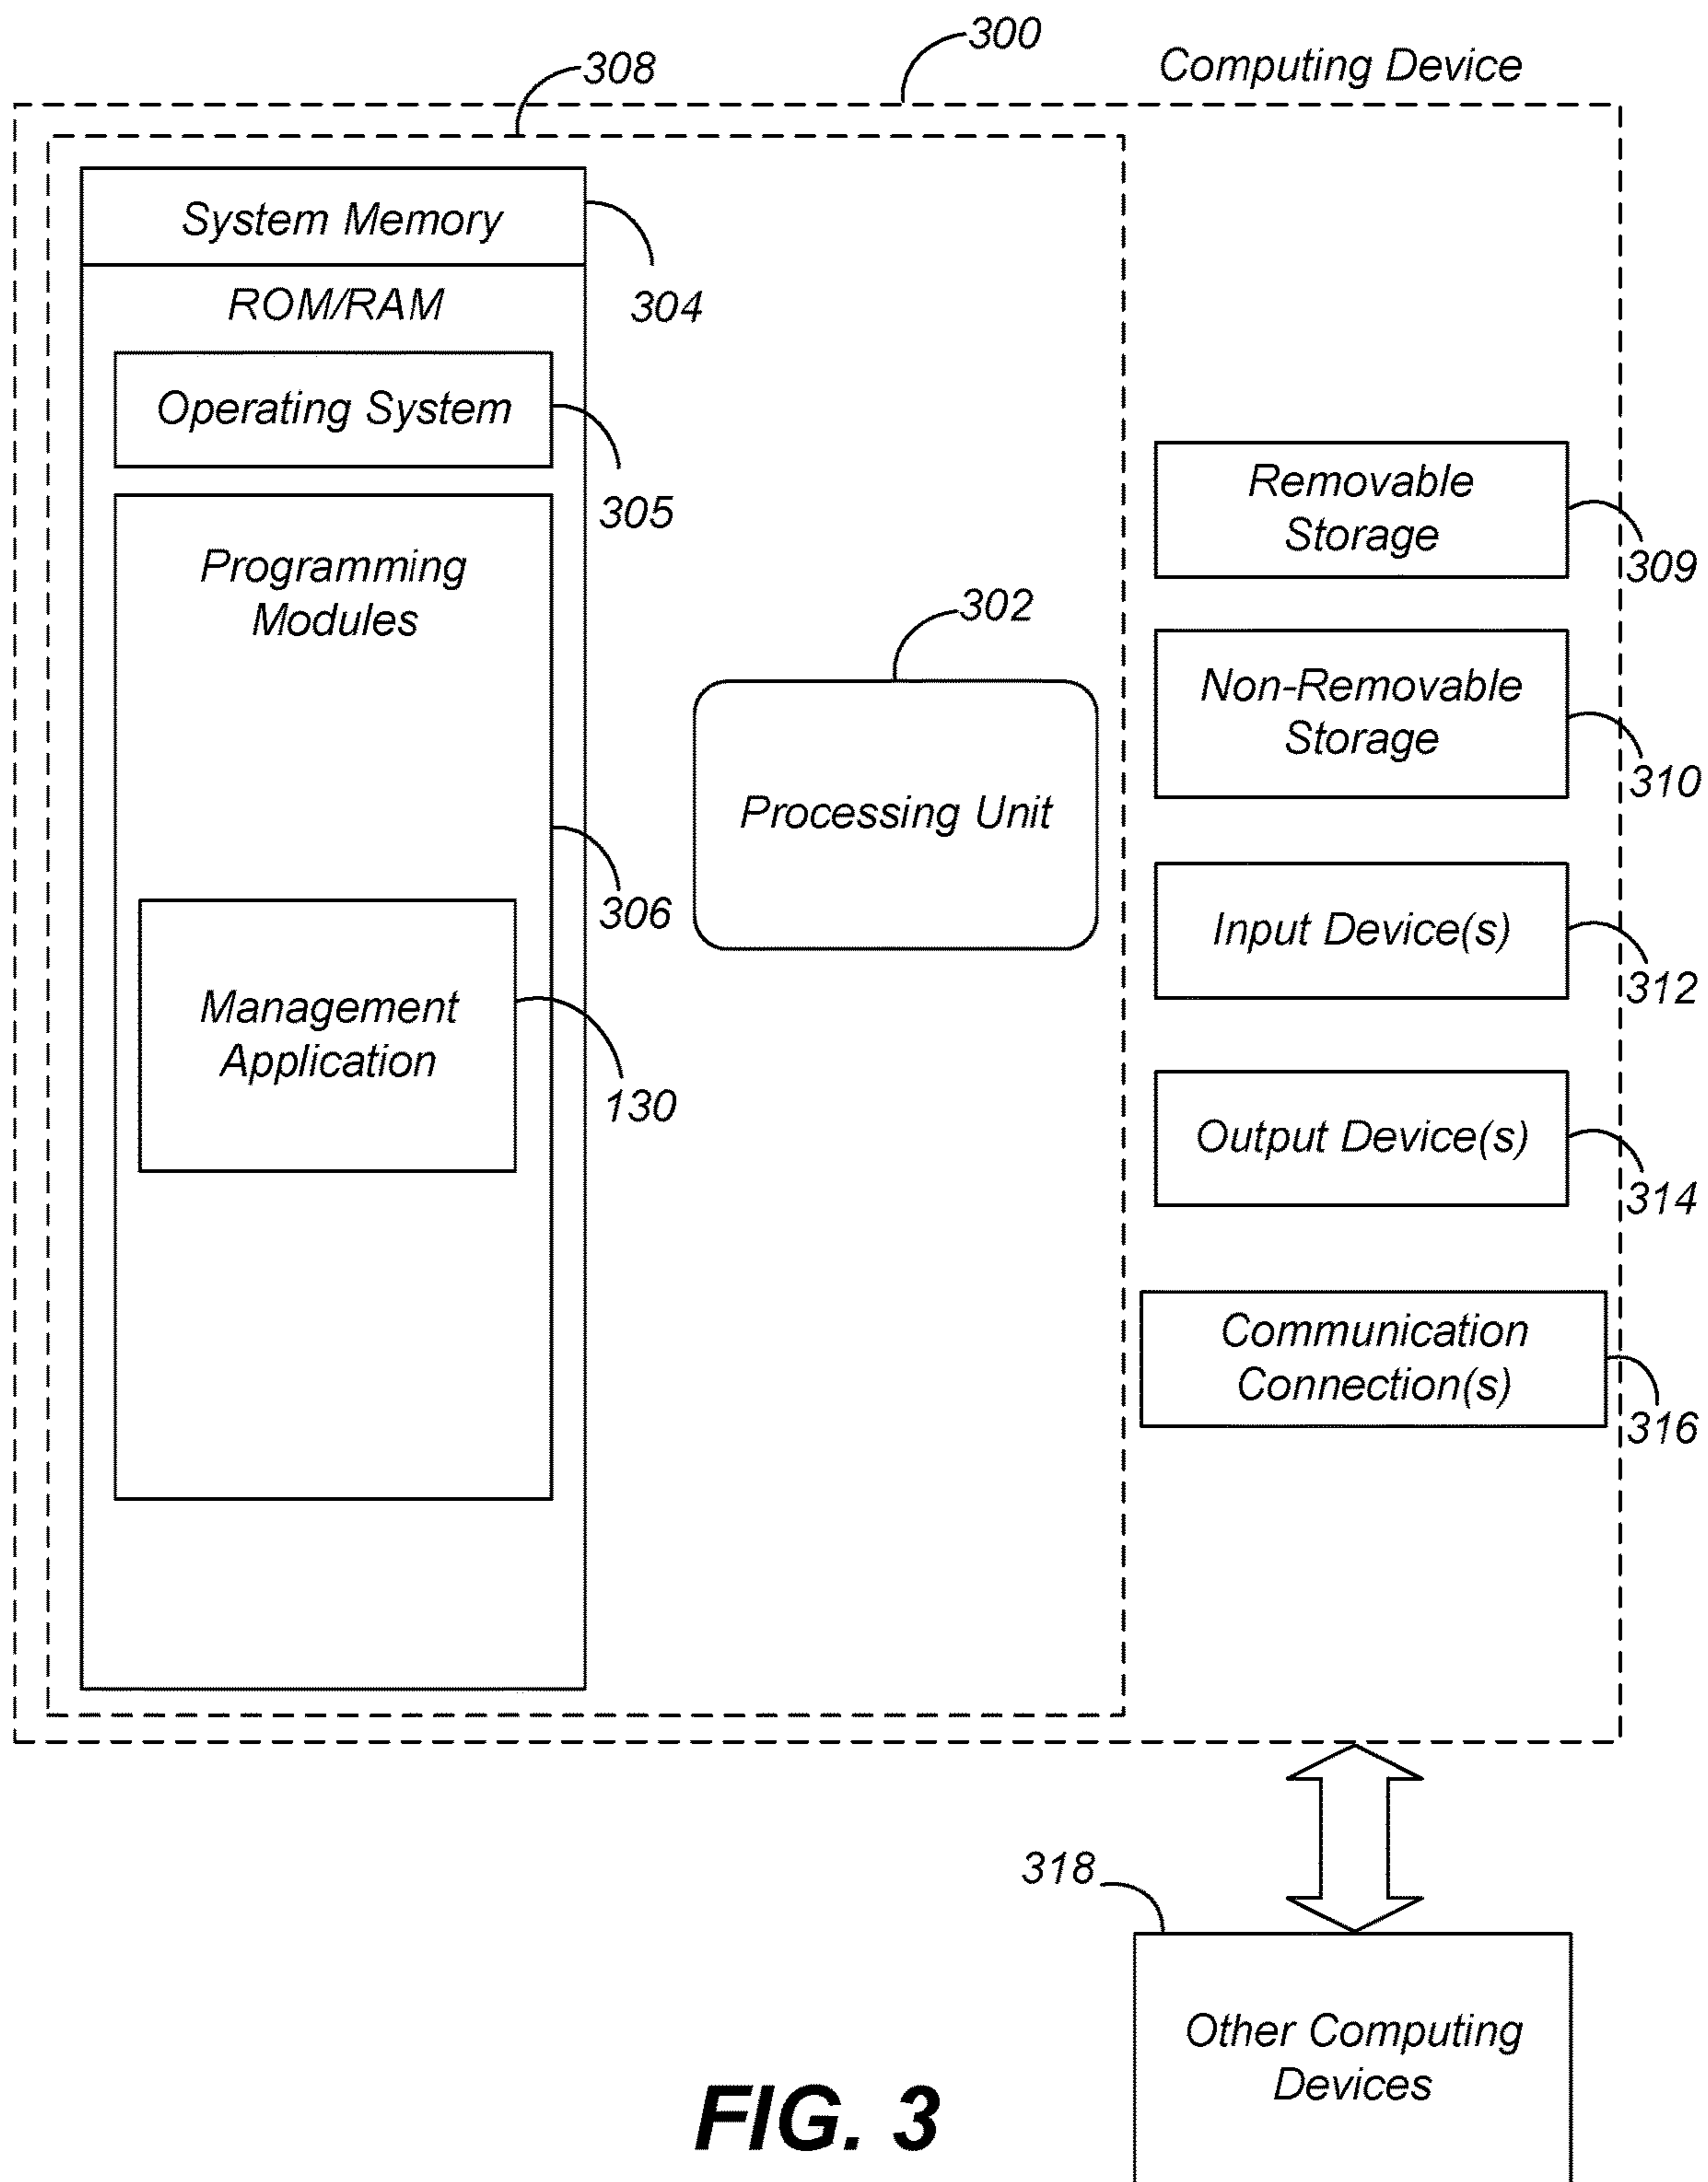 300
308
Computing Device
System Memory
304
ROM/RAM
Operating System
305
Programming
Modules
306
Management
Application
130
302
Processing Unit
Removable
Storage
309
Non-Removable
Storage
310
Input Device(s)
312
Output Device(s)
314
Communication
Connection(s)
316
318
Other Computing
Devices
FIG. 3